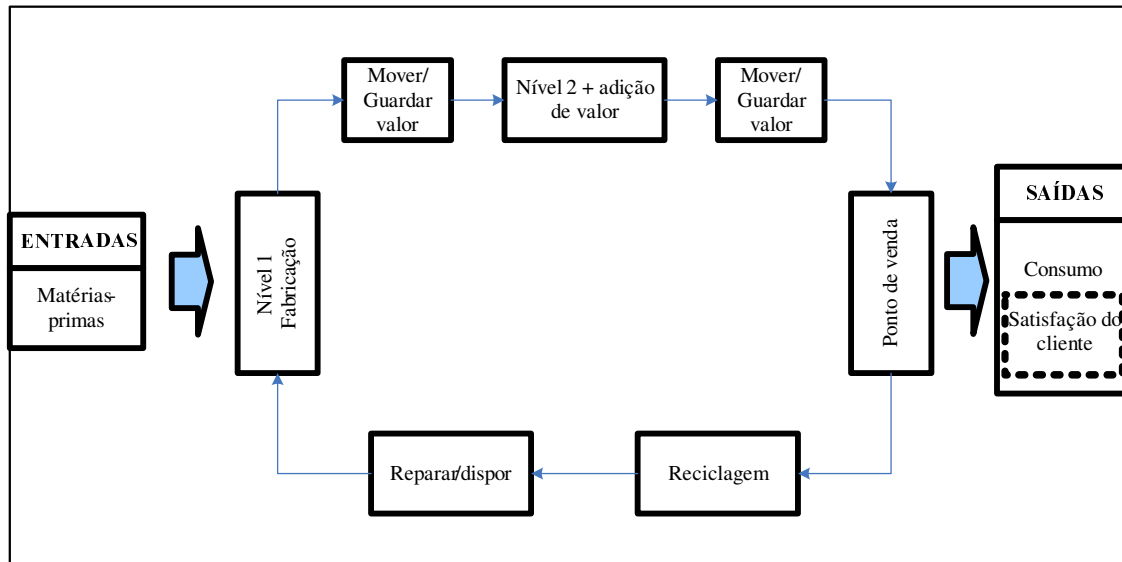 Mover/
Guardar
valor
Nível 2 + adição
de valor
Mover/
Guardar
valor
ENTRADAS
Matérias-
primas
Nível 1
Fabricação
Ponto de venda
SAÍDAS
Consumo
Satisfação do
cliente
Reparar/dispor
Reciclagem